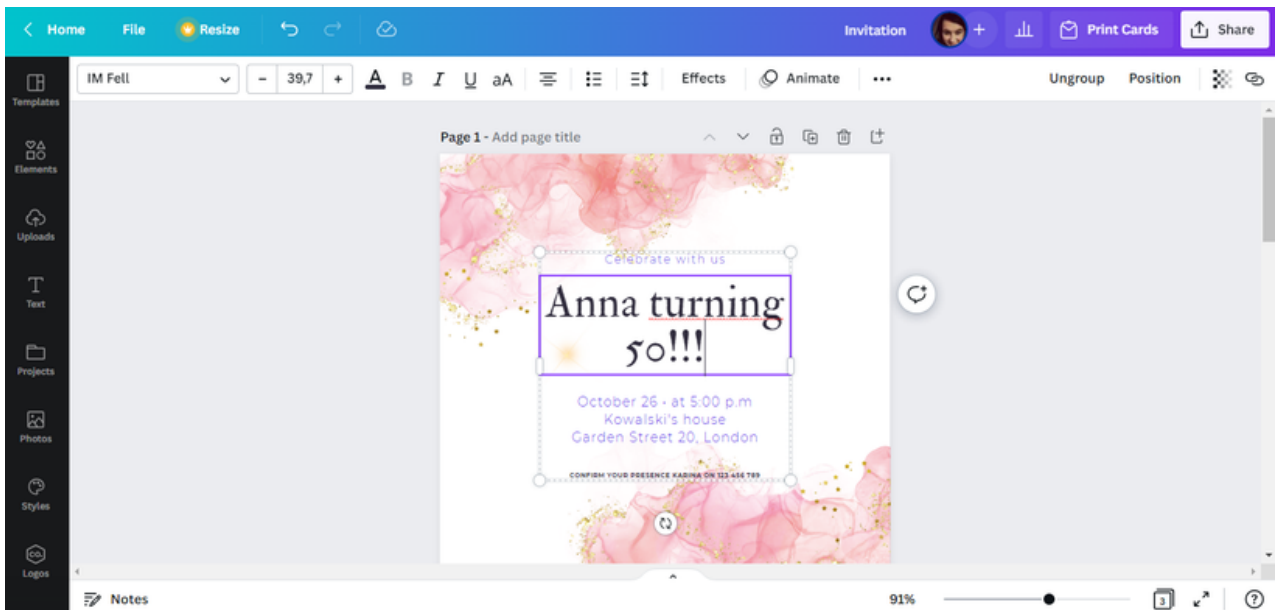 Home File Resize Invitation Print Cards Share
IM Fell - 39,7 + A B I U aA Effects Animate ... Ungroup Position
Templates
Elements
Uploads
Text
Projects
Photos
Styles
CO.
Logos
Page 1 - Add page title
Celebrate with us
Anna turning
50!!!
October 26 - at 5:00 p.m
Kowalski's house
Garden Street 20, London
CONFIRM YOUR PRESENCE KARINA ON 123 456 789
Notes 91% 3 ?